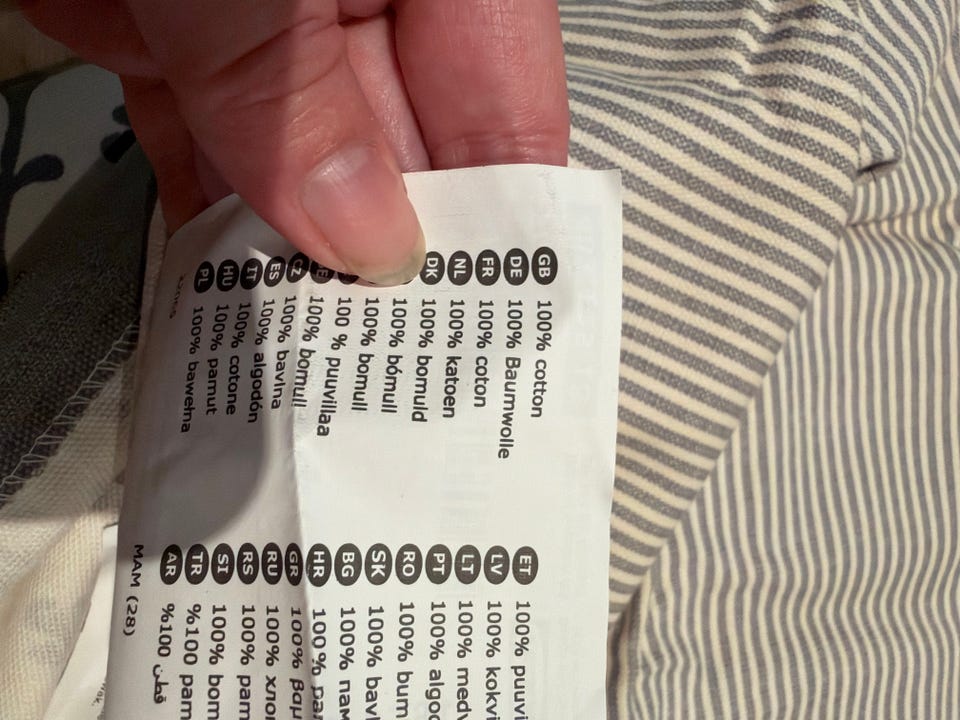 GB 100% cotton
DE 100% Baumwolle
FR 100% coton
NL 100% katoen
DK 100% bomuld
100% bómull
100% bomull
100 % puuvillaa
100% bomull
CZ 100% bavlna
ES 100% algodón
IT 100% cotone
HU 100% pamut
PL 100% bawełna
ET 100% puuvi
LV 100% kokvi
LT 100% medv
PT 100% algo
RO 100% bum
SK 100% bavl
BG 100% пам
HR 100% pa
GR 100% βαμ
RU 100% хло
RS 100% pam
SI 100% bom
TR %100 pam
AR %100 قطن
MAM (28)